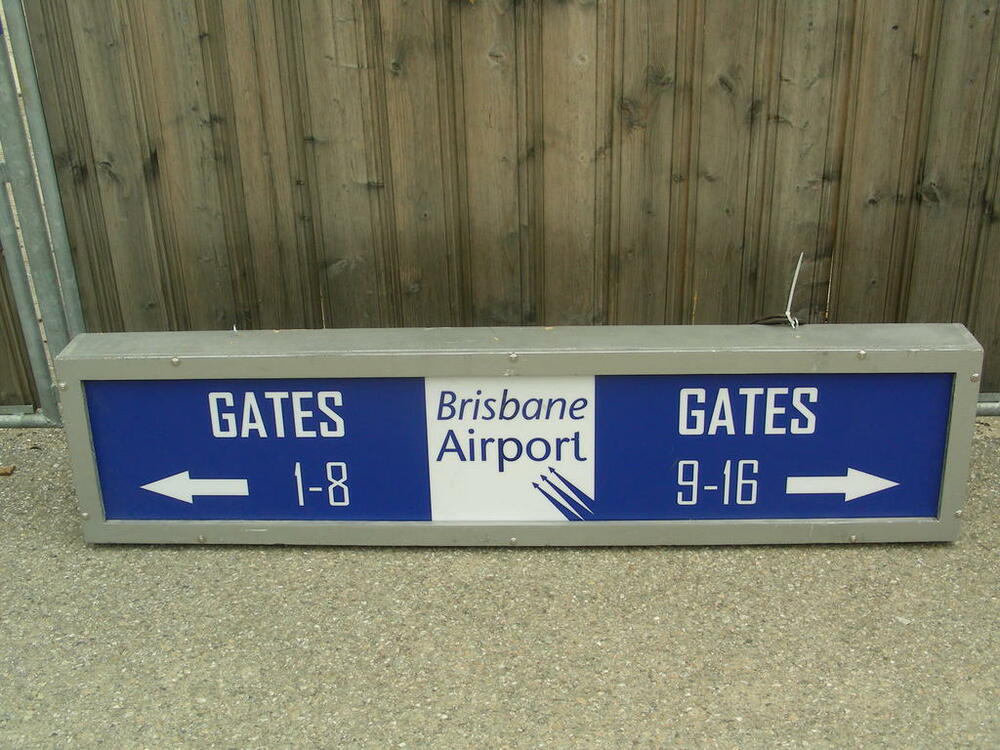 GATES
1-8
Brisbane
Airport
GATES
9-16